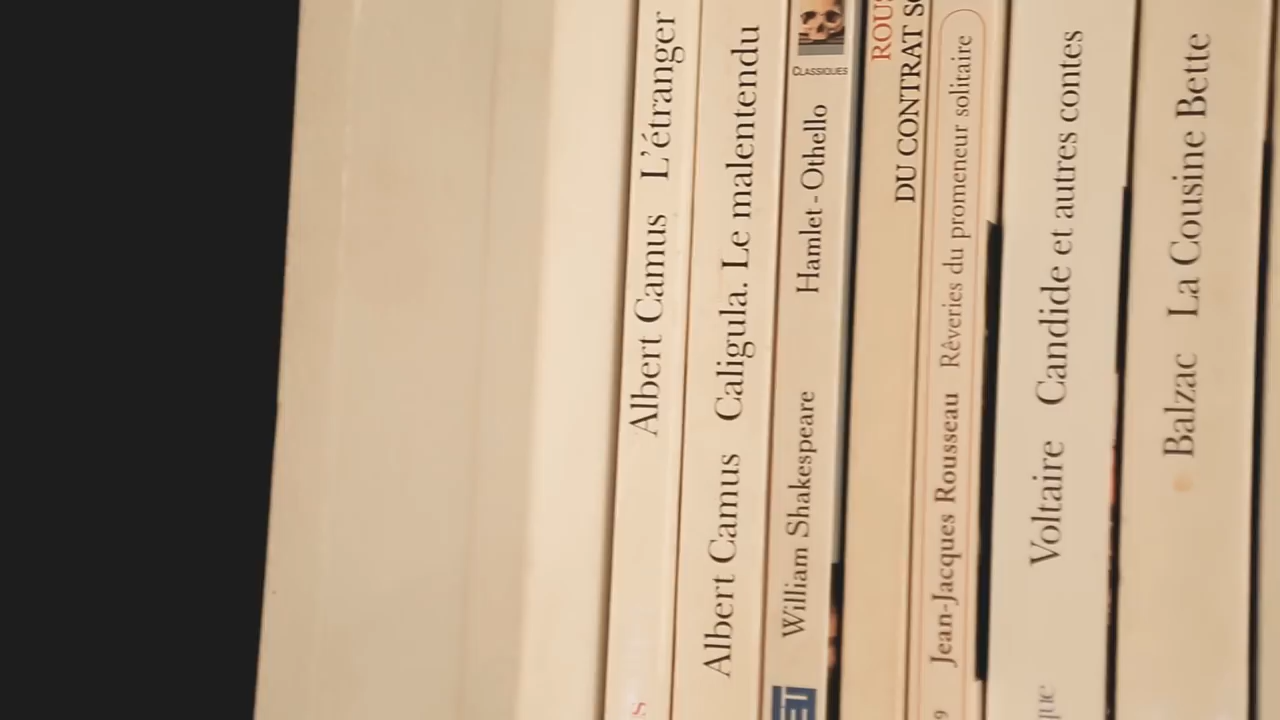 Albert Camus L'étranger
Albert Camus Caligula. Le malentendu
William Shakespeare Hamlet - Othello
CLASSIQUES
DU CONTRAT
Jean-Jacques Rousseau Rêveries du promeneur solitaire
Voltaire Candide et autres contes
Balzac La Cousine Bette